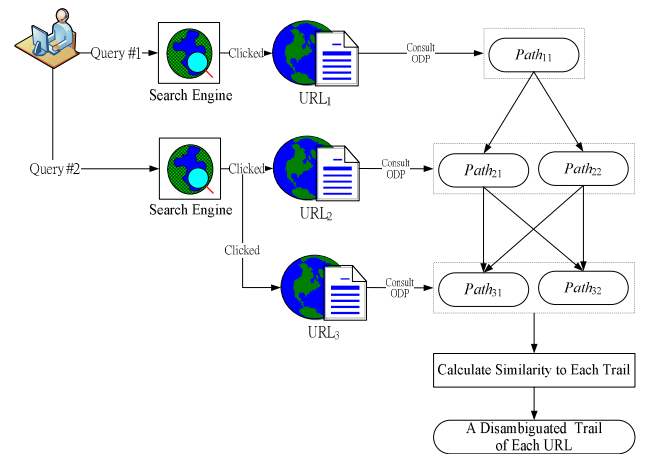 Query #1
Search Engine
Clicked
URL1
Consult
ODP
Path11
Query #2
Search Engine
Clicked
URL2
Consult
ODP
Path21
Path22
Clicked
URL3
Consult
ODP
Path31
Path32
Calculate Similarity to Each Trail
A Disambiguated Trail
of Each URL